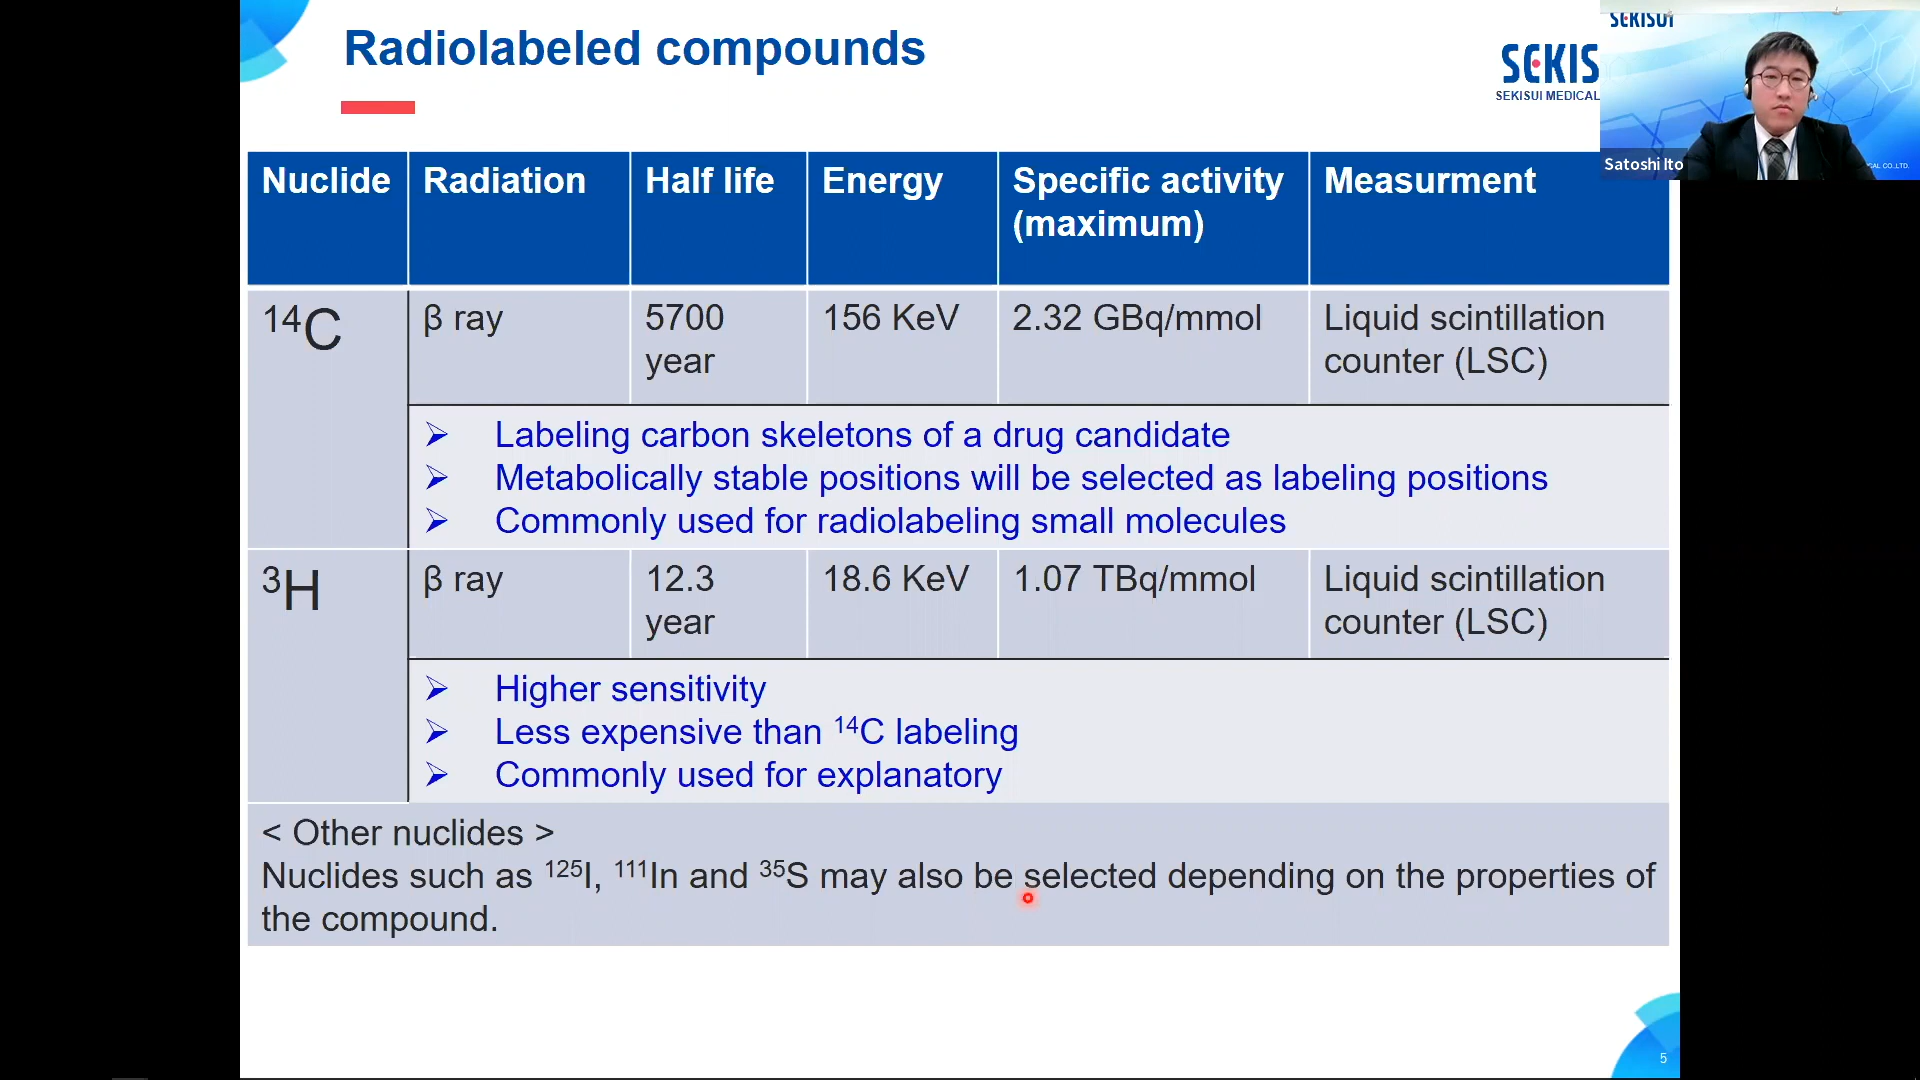 Radiolabeled compounds
SEKISUI
SEKIS
SEKISUI MEDICAL
Satoshi Ito
CO.,LTD.
Nuclide Radiation Half life Energy Specific activity Measurment
(maximum)
14C β ray 5700 156 KeV 2.32 GBq/mmol Liquid scintillation
year counter (LSC)
➢ Labeling carbon skeletons of a drug candidate
➢ Metabolically stable positions will be selected as labeling positions
➢ Commonly used for radiolabeling small molecules
3H β ray 12.3 18.6 KeV 1.07 TBq/mmol Liquid scintillation
year counter (LSC)
➢ Higher sensitivity
➢ Less expensive than 14C labeling
➢ Commonly used for explanatory
< Other nuclides >
Nuclides such as 125I, 111In and 35S may also be selected depending on the properties of
the compound.
5